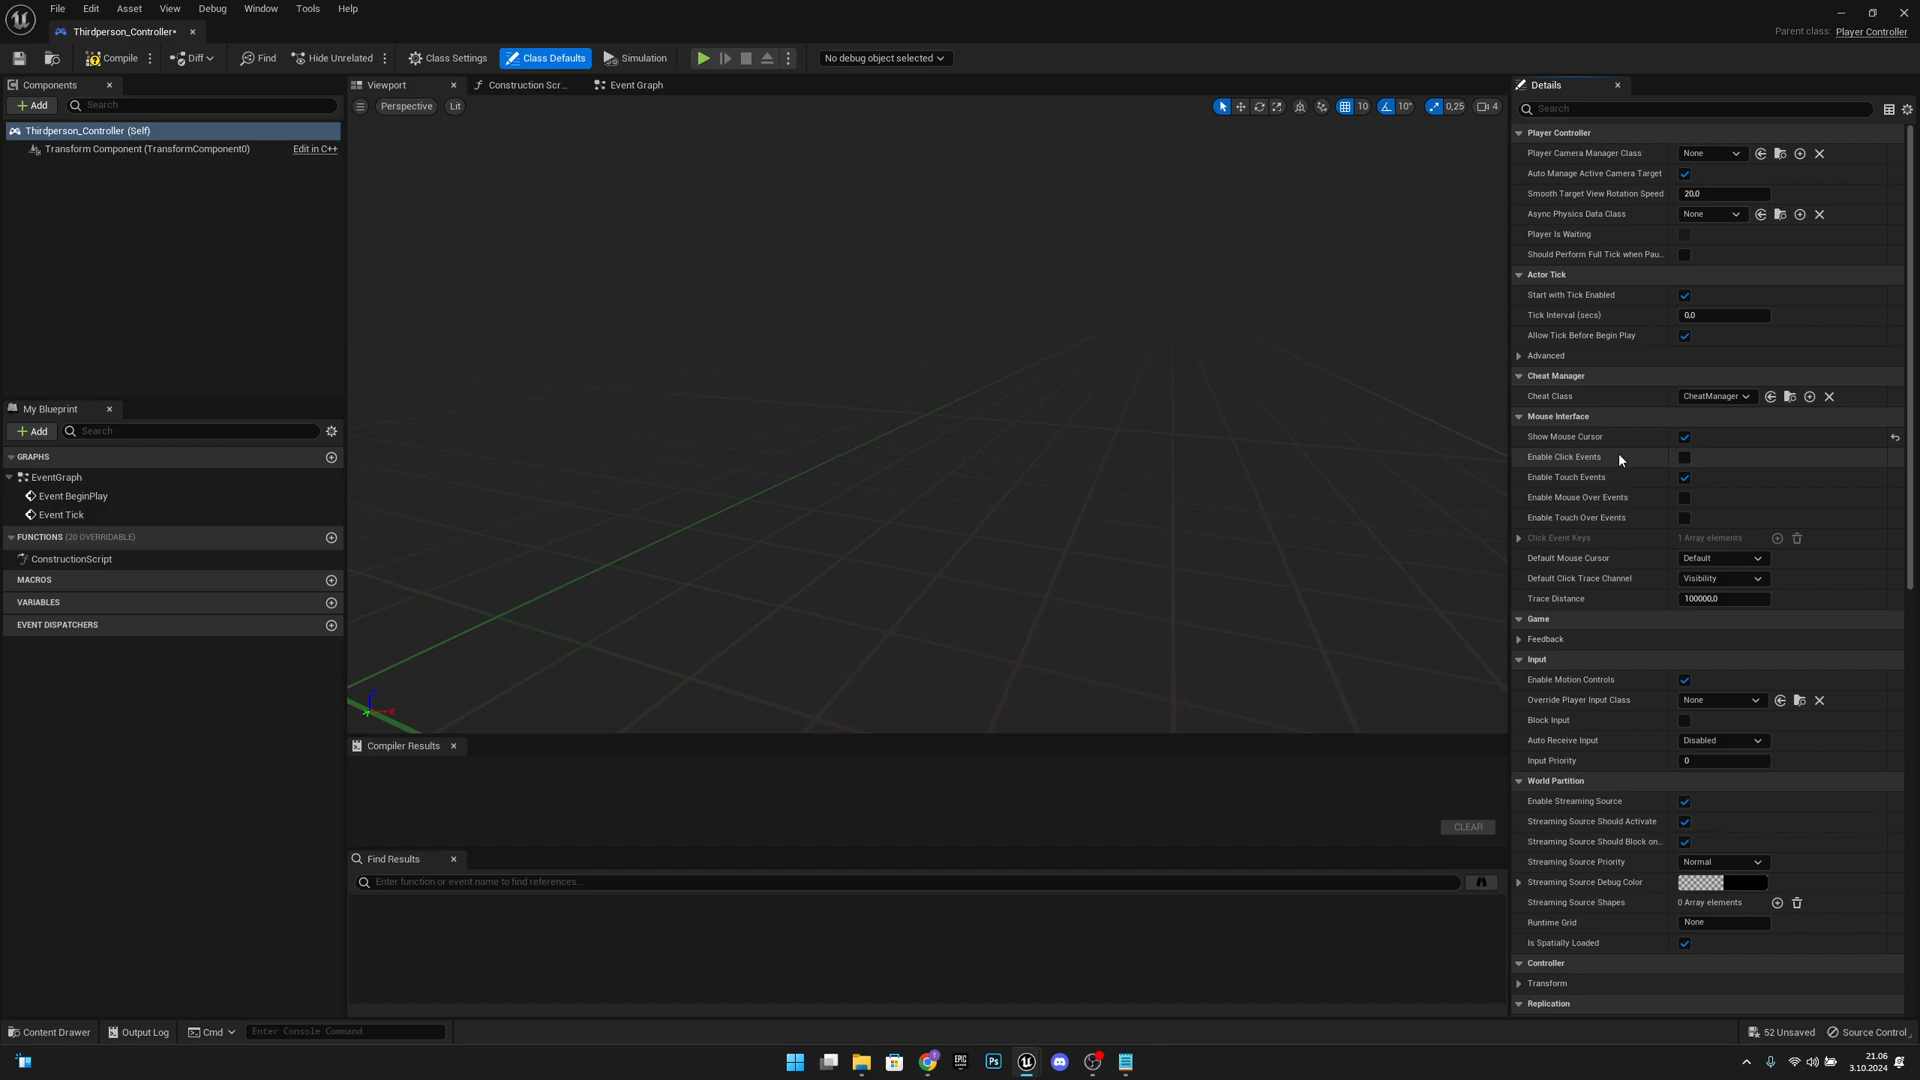 File Edit Asset View Debug Window Tools Help
Thirdperson_Controller•
Parent class: Player Controller
Compile Diff Find Hide Unrelated Class Settings Class Defaults Simulation No debug object selected
Components
Add Search
Thirdperson_Controller (Self)
Transform Component (TransformComponent0) Edit in C++
My Blueprint
Add Search
GRAPHS
EventGraph
Event BeginPlay
Event Tick
FUNCTIONS (20 OVERRIDABLE)
ConstructionScript
MACROS
VARIABLES
EVENT DISPATCHERS
Viewport Construction Scr... Event Graph
Perspective Lit 10 10° 0,25 4
Compiler Results
CLEAR
Find Results
Enter function or event name to find references...
Details
Search
Player Controller
Player Camera Manager Class None
Auto Manage Active Camera Target
Smooth Target View Rotation Speed 20,0
Async Physics Data Class None
Player Is Waiting
Should Perform Full Tick when Pau...
Actor Tick
Start with Tick Enabled
Tick Interval (secs) 0,0
Allow Tick Before Begin Play
Advanced
Cheat Manager
Cheat Class CheatManager
Mouse Interface
Show Mouse Cursor
Enable Click Events
Enable Touch Events
Enable Mouse Over Events
Enable Touch Over Events
Click Event Keys 1 Array elements
Default Mouse Cursor Default
Default Click Trace Channel Visibility
Trace Distance 100000,0
Game
Feedback
Input
Enable Motion Controls
Override Player Input Class None
Block Input
Auto Receive Input Disabled
Input Priority 0
World Partition
Enable Streaming Source
Streaming Source Should Activate
Streaming Source Should Block on...
Streaming Source Priority Normal
Streaming Source Debug Color
Streaming Source Shapes 0 Array elements
Runtime Grid None
Is Spatially Loaded
Controller
Transform
Replication
Content Drawer Output Log Cmd Enter Console Command 52 Unsaved Source Control
21.06
3.10.2024